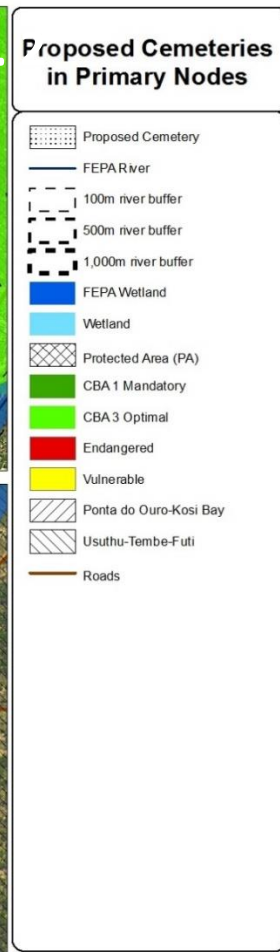 Proposed Cemeteries
in Primary Nodes
Proposed Cemetery
FEPA River
100m river buffer
500m river buffer
1,000m river buffer
FEPA Wetland
Wetland
Protected Area (PA)
CBA 1 Mandatory
CBA 3 Optimal
Endangered
Vulnerable
Ponta do Ouro-Kosi Bay
Usuthu-Tembe-Futi
Roads